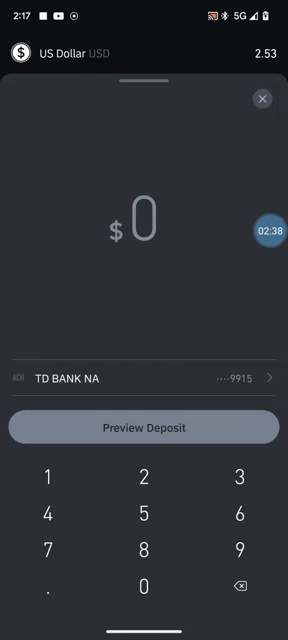 2:17 5G
$ US Dollar USD 2.53
$0
02:38
ACH TD BANK NA ····9915
Preview Deposit
1 2 3
4 5 6
7 8 9
. 0